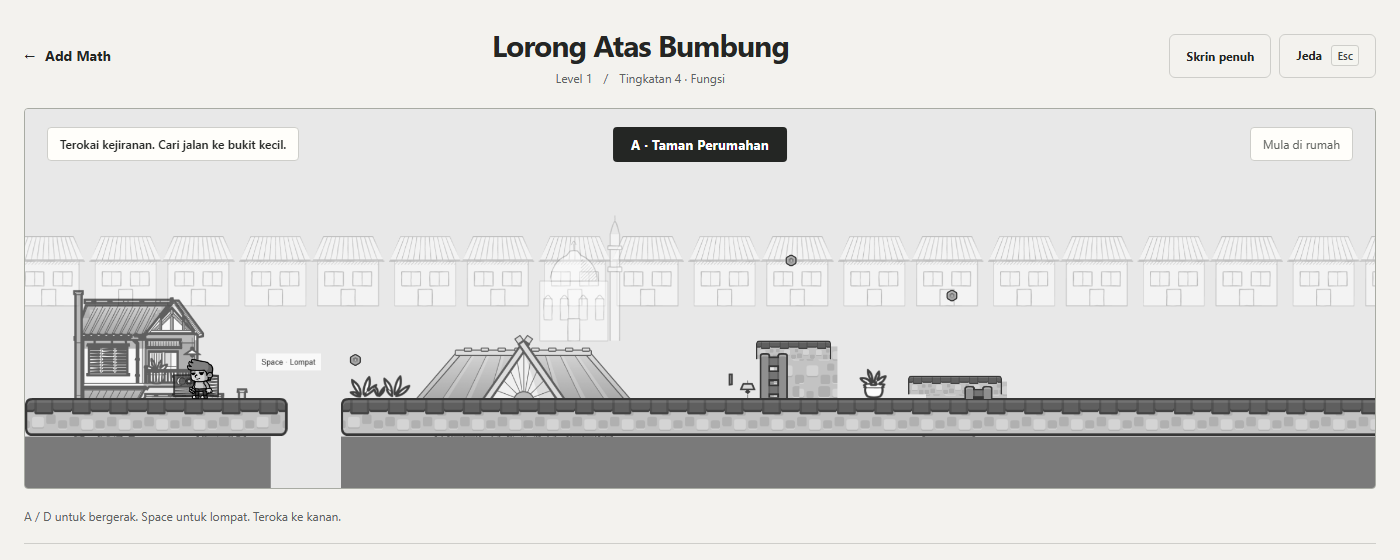 ← Add Math
Lorong Atas Bumbung
Level 1 / Tingkatan 4 · Fungsi
Skrin penuh
Jeda Esc
Terokai kejiranan. Cari jalan ke bukit kecil.
A · Taman Perumahan
Mula di rumah
Space · Lompat
A / D untuk bergerak. Space untuk lompat. Teroka ke kanan.